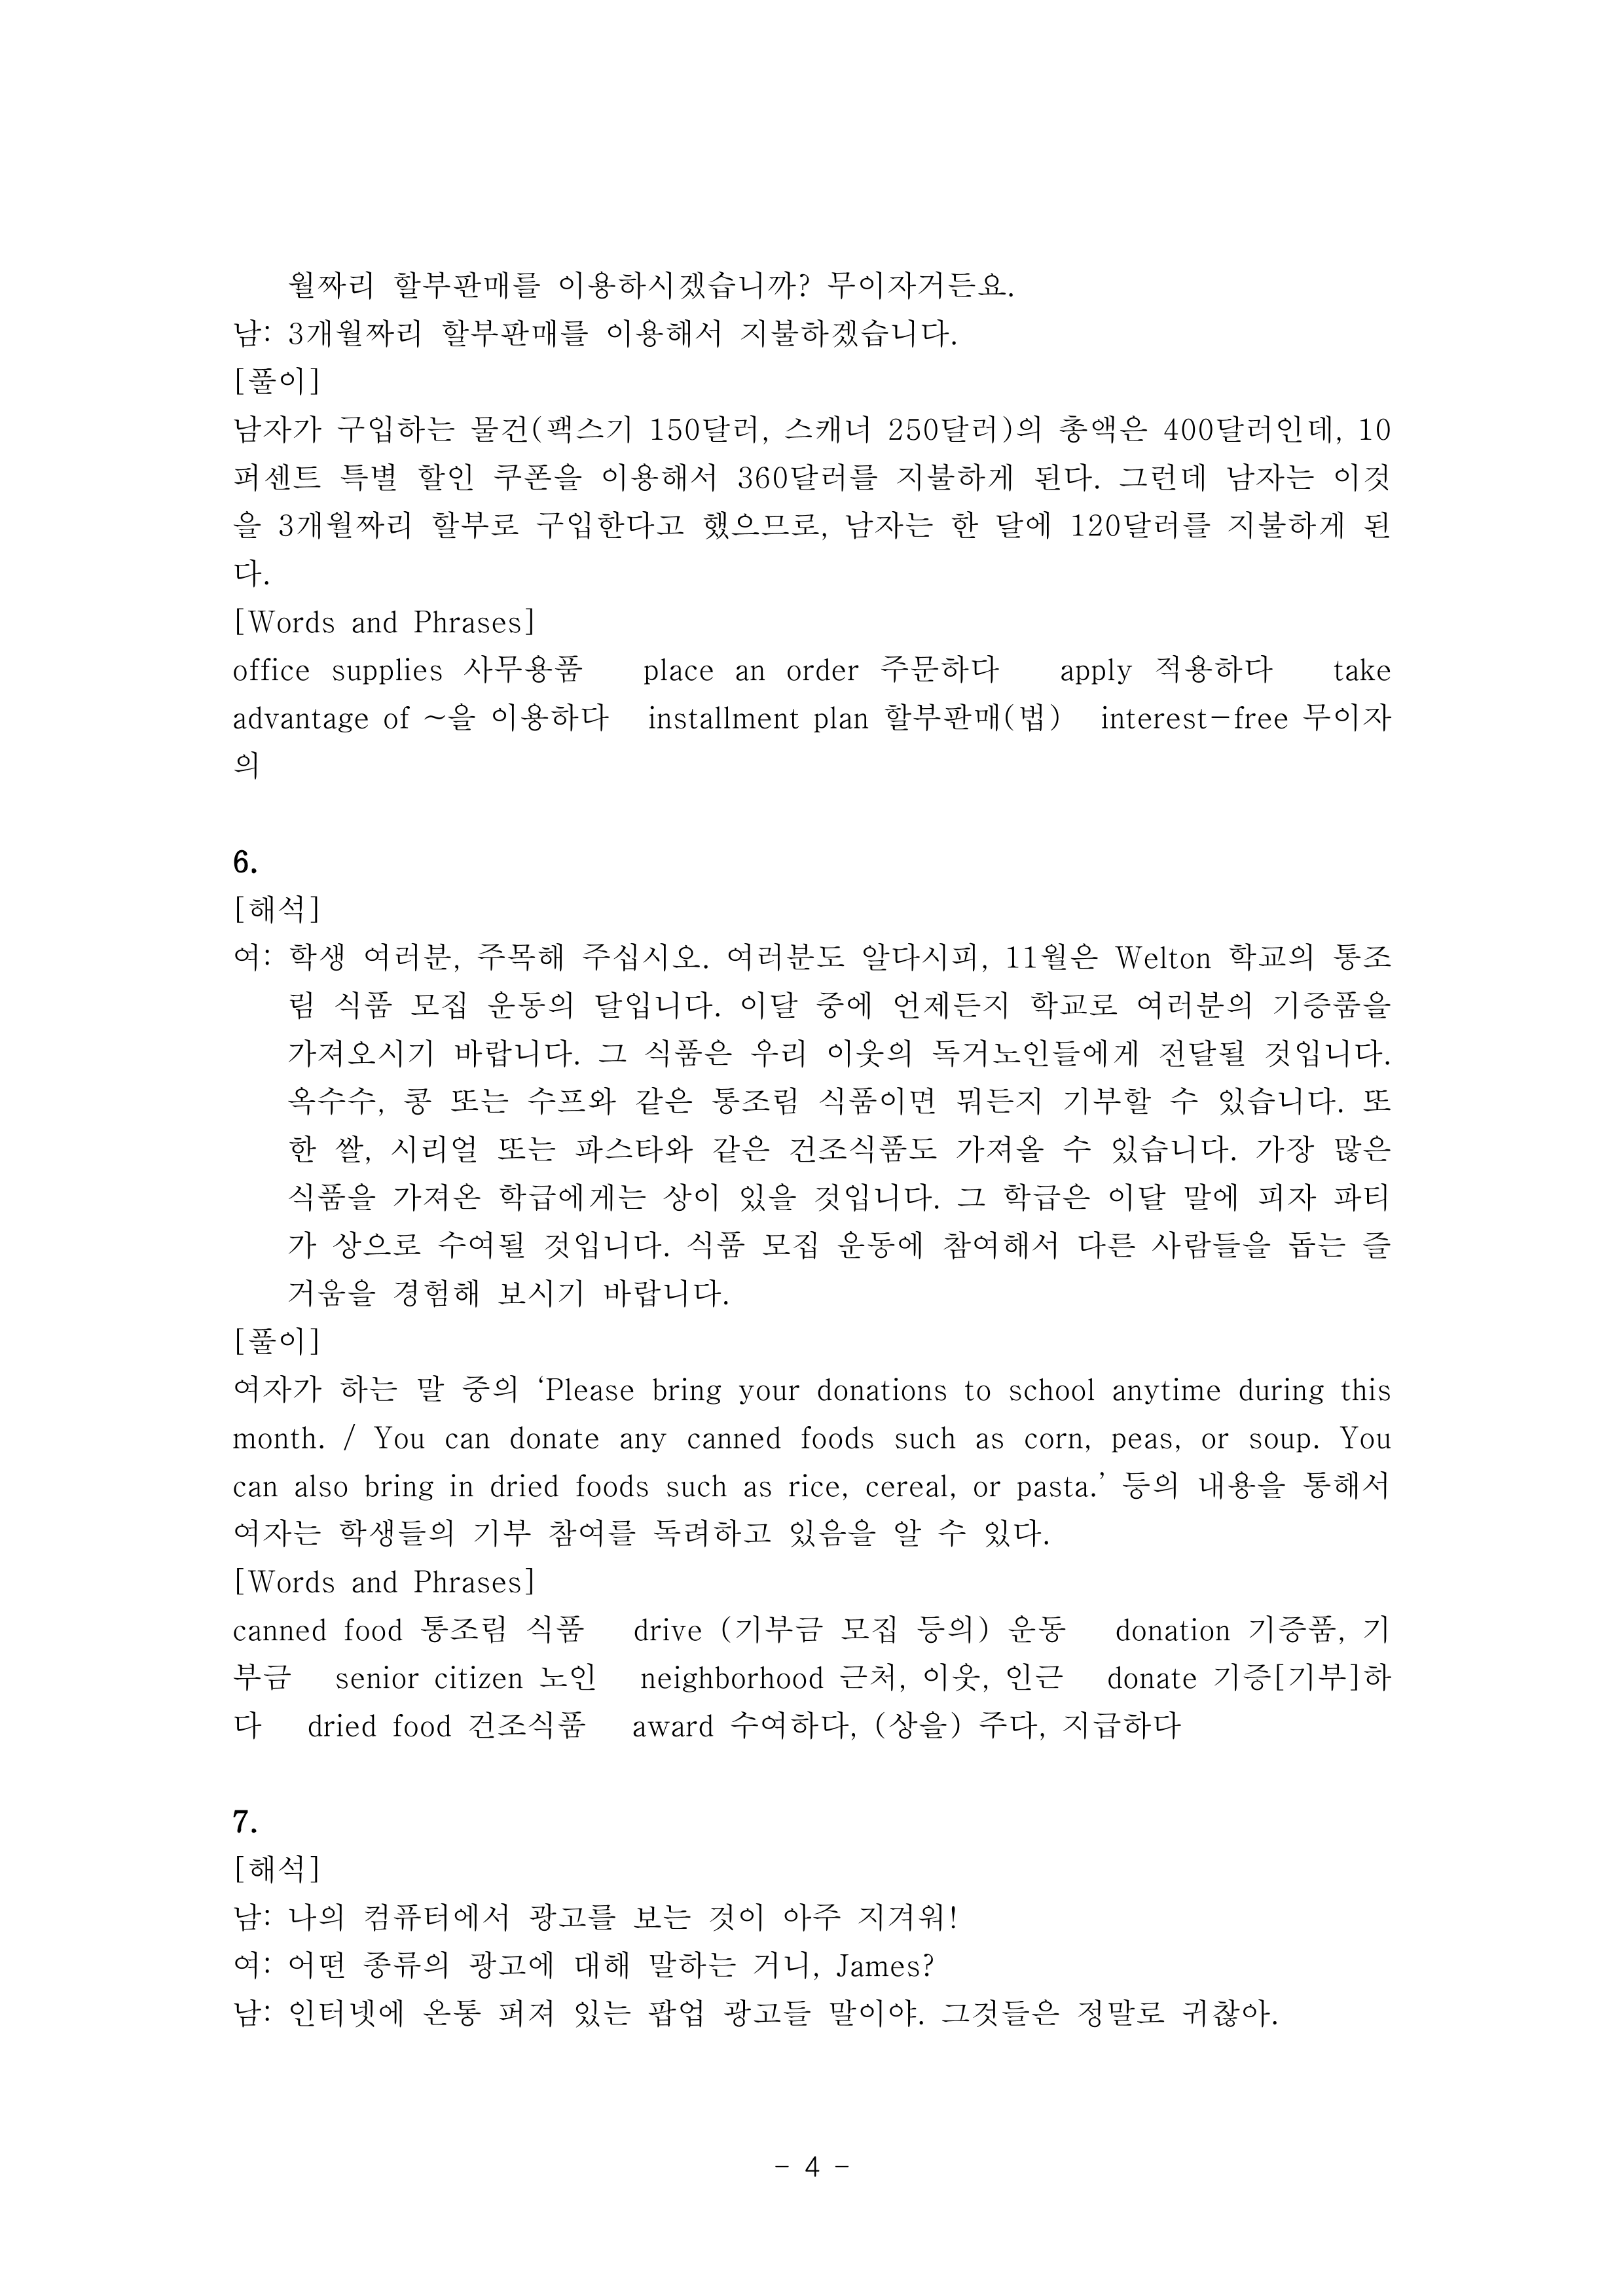 월짜리 할부판매를 이용하시겠습니까? 무이자거든요.
남: 3개월짜리 할부판매를 이용해서 지불하겠습니다.
[풀이]
남자가 구입하는 물건(팩스기 150달러, 스캐너 250달러)의 총액은 400달러인데, 10
퍼센트 특별 할인 쿠폰을 이용해서 360달러를 지불하게 된다. 그런데 남자는 이것
을 3개월짜리 할부로 구입한다고 했으므로, 남자는 한 달에 120달러를 지불하게 된
다.
[Words and Phrases]
office supplies 사무용품 place an order 주문하다 apply 적용하다 take
advantage of ~을 이용하다 installment plan 할부판매(법) interest-free 무이자
의
6.
[해석]
여: 학생 여러분, 주목해 주십시오. 여러분도 알다시피, 11월은 Welton 학교의 통조
림 식품 모집 운동의 달입니다. 이달 중에 언제든지 학교로 여러분의 기증품을
가져오시기 바랍니다. 그 식품은 우리 이웃의 독거노인들에게 전달될 것입니다.
옥수수, 콩 또는 수프와 같은 통조림 식품이면 뭐든지 기부할 수 있습니다. 또
한 쌀, 시리얼 또는 파스타와 같은 건조식품도 가져올 수 있습니다. 가장 많은
식품을 가져온 학급에게는 상이 있을 것입니다. 그 학급은 이달 말에 피자 파티
가 상으로 수여될 것입니다. 식품 모집 운동에 참여해서 다른 사람들을 돕는 즐
거움을 경험해 보시기 바랍니다.
[풀이]
여자가 하는 말 중의 ‘Please bring your donations to school anytime during this
month. / You can donate any canned foods such as corn, peas, or soup. You
can also bring in dried foods such as rice, cereal, or pasta.’ 등의 내용을 통해서
여자는 학생들의 기부 참여를 독려하고 있음을 알 수 있다.
[Words and Phrases]
canned food 통조림 식품 drive (기부금 모집 등의) 운동 donation 기증품, 기
부금 senior citizen 노인 neighborhood 근처, 이웃, 인근 donate 기증[기부]하
다 dried food 건조식품 award 수여하다, (상을) 주다, 지급하다
7.
[해석]
남: 나의 컴퓨터에서 광고를 보는 것이 아주 지겨워!
여: 어떤 종류의 광고에 대해 말하는 거니, James?
남: 인터넷에 온통 퍼져 있는 팝업 광고들 말이야. 그것들은 정말로 귀찮아.
- 4 -